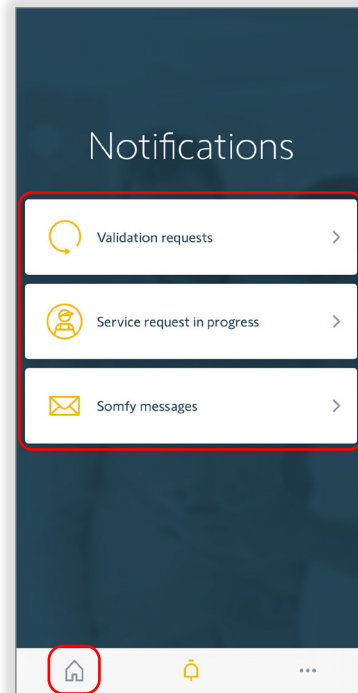 Notifications
Validation requests
Service request in progress
Somfy messages